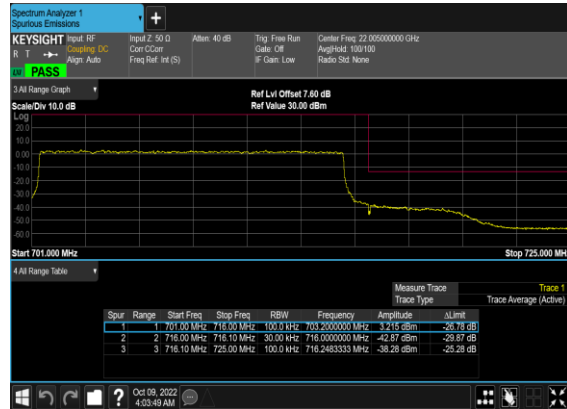 Spectrum Analyzer 1
Spurious Emissions
+
KEYSIGHT Input: RF Input Z: 50 Ω Atten: 40 dB Trig: Free Run Center Freq: 22.005000000 GHz
R T Coupling: DC Corr CCorr Gate: Off Avg|Hold: 100/100
Align: Auto Freq Ref: Int (S) IF Gain: Low Radio Std: None
LW PASS
3 All Range Graph
Ref Lvl Offset 7.60 dB
Scale/Div 10.0 dB Ref Value 30.00 dBm
Log
20.0
10.0
0.00
-10.0
-20.0
-30.0
-40.0
-50.0
-60.0
Start 701.000 MHz Stop 725.000 MHz
4 All Range Table
Measure Trace Trace 1
Trace Type Trace Average (Active)
Spur Range Start Freq Stop Freq RBW Frequency Amplitude ΔLimit
1 1 701.00 MHz 716.00 MHz 100.0 kHz 703.2000000 MHz 3.215 dBm -26.78 dB
2 2 716.00 MHz 716.10 MHz 30.00 kHz 716.0000000 MHz -42.87 dBm -29.87 dB
3 3 716.10 MHz 725.00 MHz 100.0 kHz 716.2483333 MHz -38.28 dBm -25.28 dB
? Oct 09, 2022
4:03:49 AM